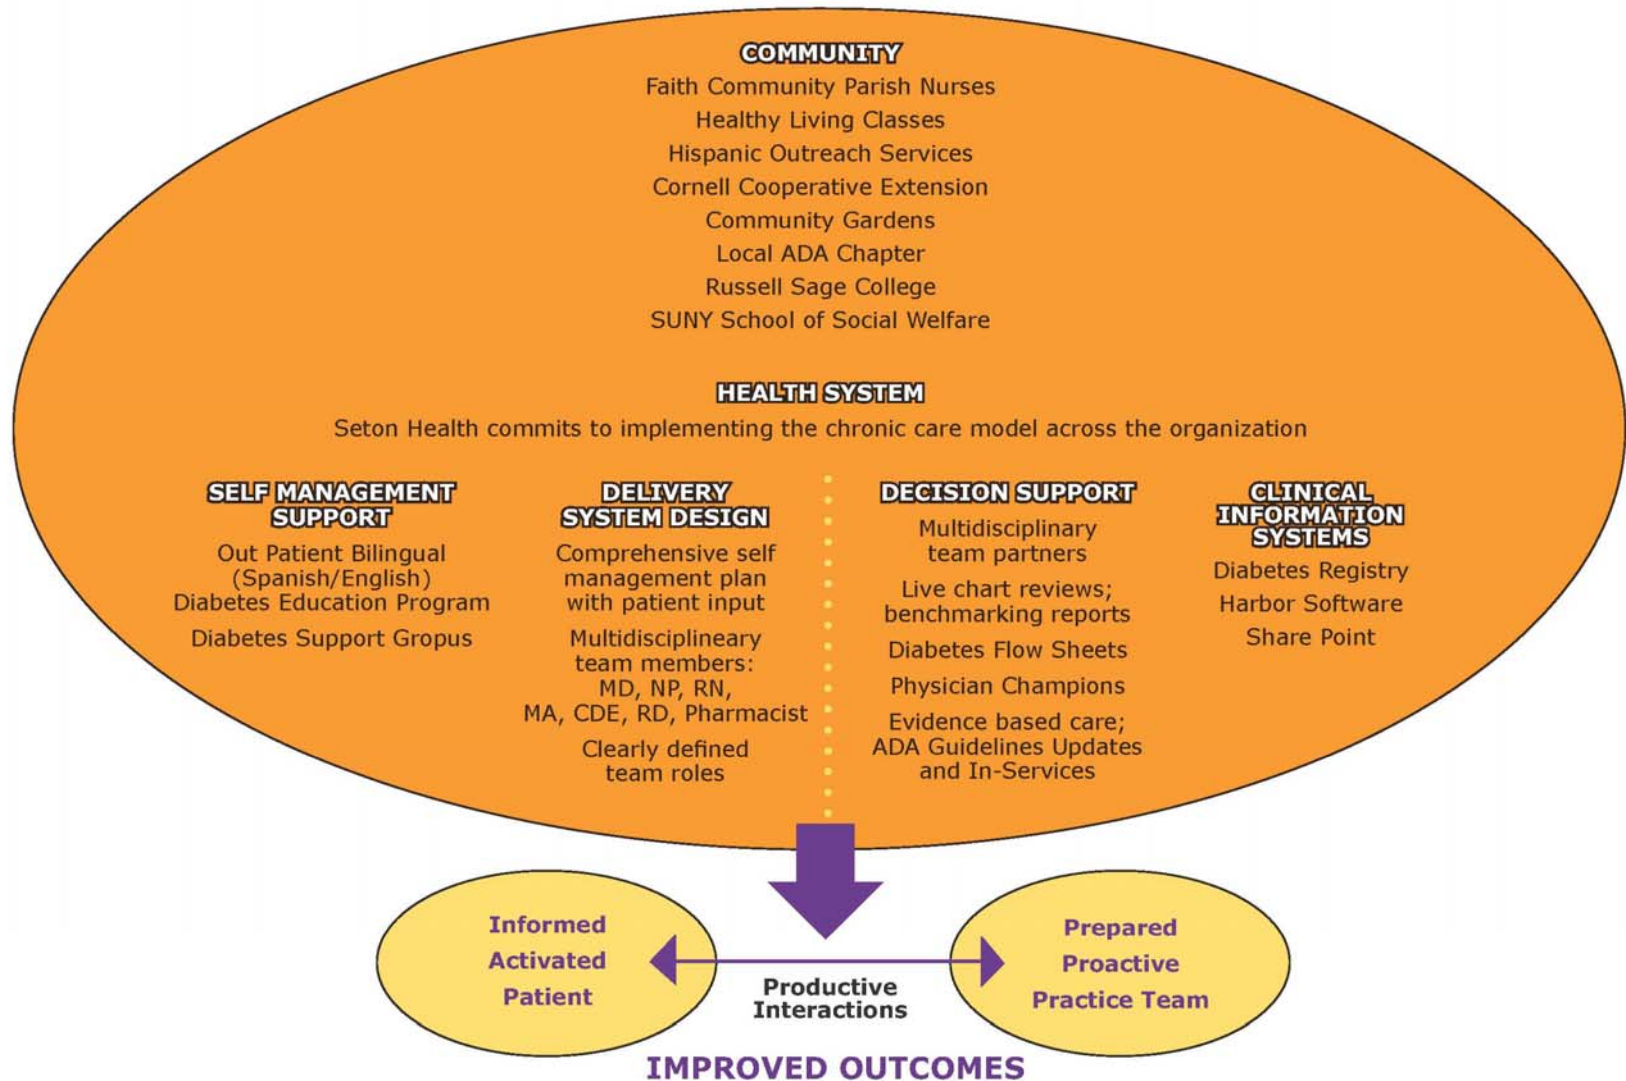 COMMUNITY
Faith Community Parish Nurses
Healthy Living Classes
Hispanic Outreach Services
Cornell Cooperative Extension
Community Gardens
Local ADA Chapter
Russell Sage College
SUNY School of Social Welfare
HEALTH SYSTEM
Seton Health commits to implementing the chronic care model across the organization
SELF MANAGEMENT
SUPPORT
Out Patient Bilingual
(Spanish/English)
Diabetes Education Program
Diabetes Support Gropus
DELIVERY
SYSTEM DESIGN
Comprehensive self
management plan
with patient input
Multidisciplineary
team members:
MD, NP, RN,
MA, CDE, RD, Pharmacist
Clearly defined
team roles
DECISION SUPPORT
Multidisciplinary
team partners
Live chart reviews;
benchmarking reports
Diabetes Flow Sheets
Physician Champions
Evidence based care;
ADA Guidelines Updates
and In-Services
CLINICAL
INFORMATION
SYSTEMS
Diabetes Registry
Harbor Software
Share Point
Informed
Activated
Patient
Productive
Interactions
Prepared
Proactive
Practice Team
IMPROVED OUTCOMES